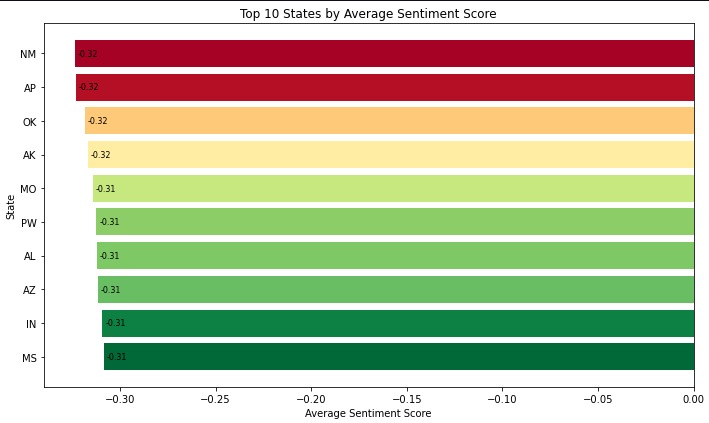 Top 10 States by Average Sentiment Score
NM -0.32
AP -0.32
OK -0.32
AK -0.32
MO -0.31
PW -0.31
AL -0.31
AZ -0.31
IN -0.31
MS -0.31
State
−0.30 −0.25 −0.20 −0.15 −0.10 −0.05 0.00
Average Sentiment Score